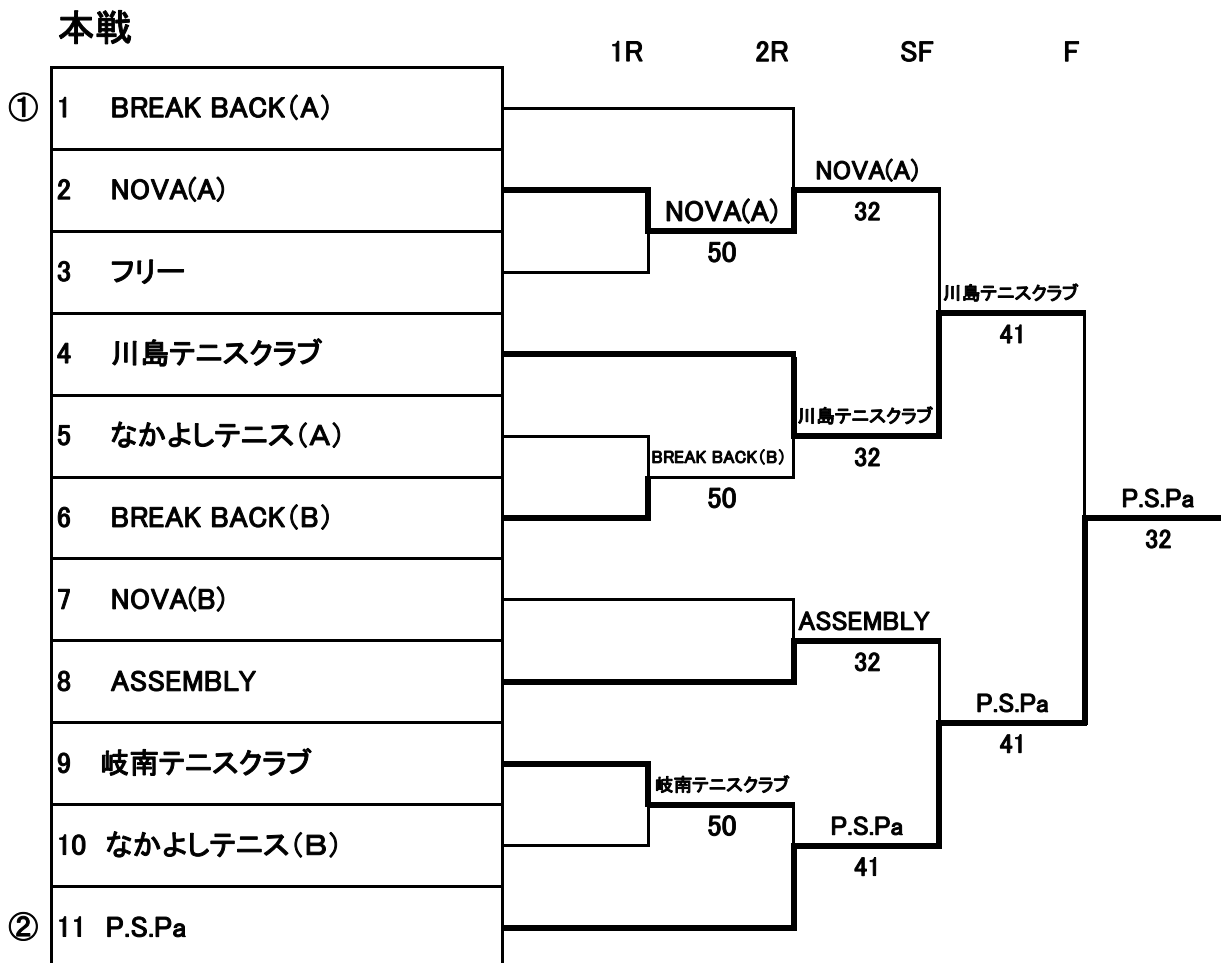 本戦
1R 2R SF F
① 1 BREAK BACK(A)
NOVA(A)
2 NOVA(A)
32
NOVA(A)
50
3 フリー
川島テニスクラブ
41
4 川島テニスクラブ
川島テニスクラブ
5 なかよしテニス(A)
32
BREAK BACK(B)
50
P.S.Pa
6 BREAK BACK(B)
32
7 NOVA(B)
ASSEMBLY
32
8 ASSEMBLY
P.S.Pa
41
9 岐南テニスクラブ
岐南テニスクラブ
50
P.S.Pa
10 なかよしテニス(B)
41
② 11 P.S.Pa